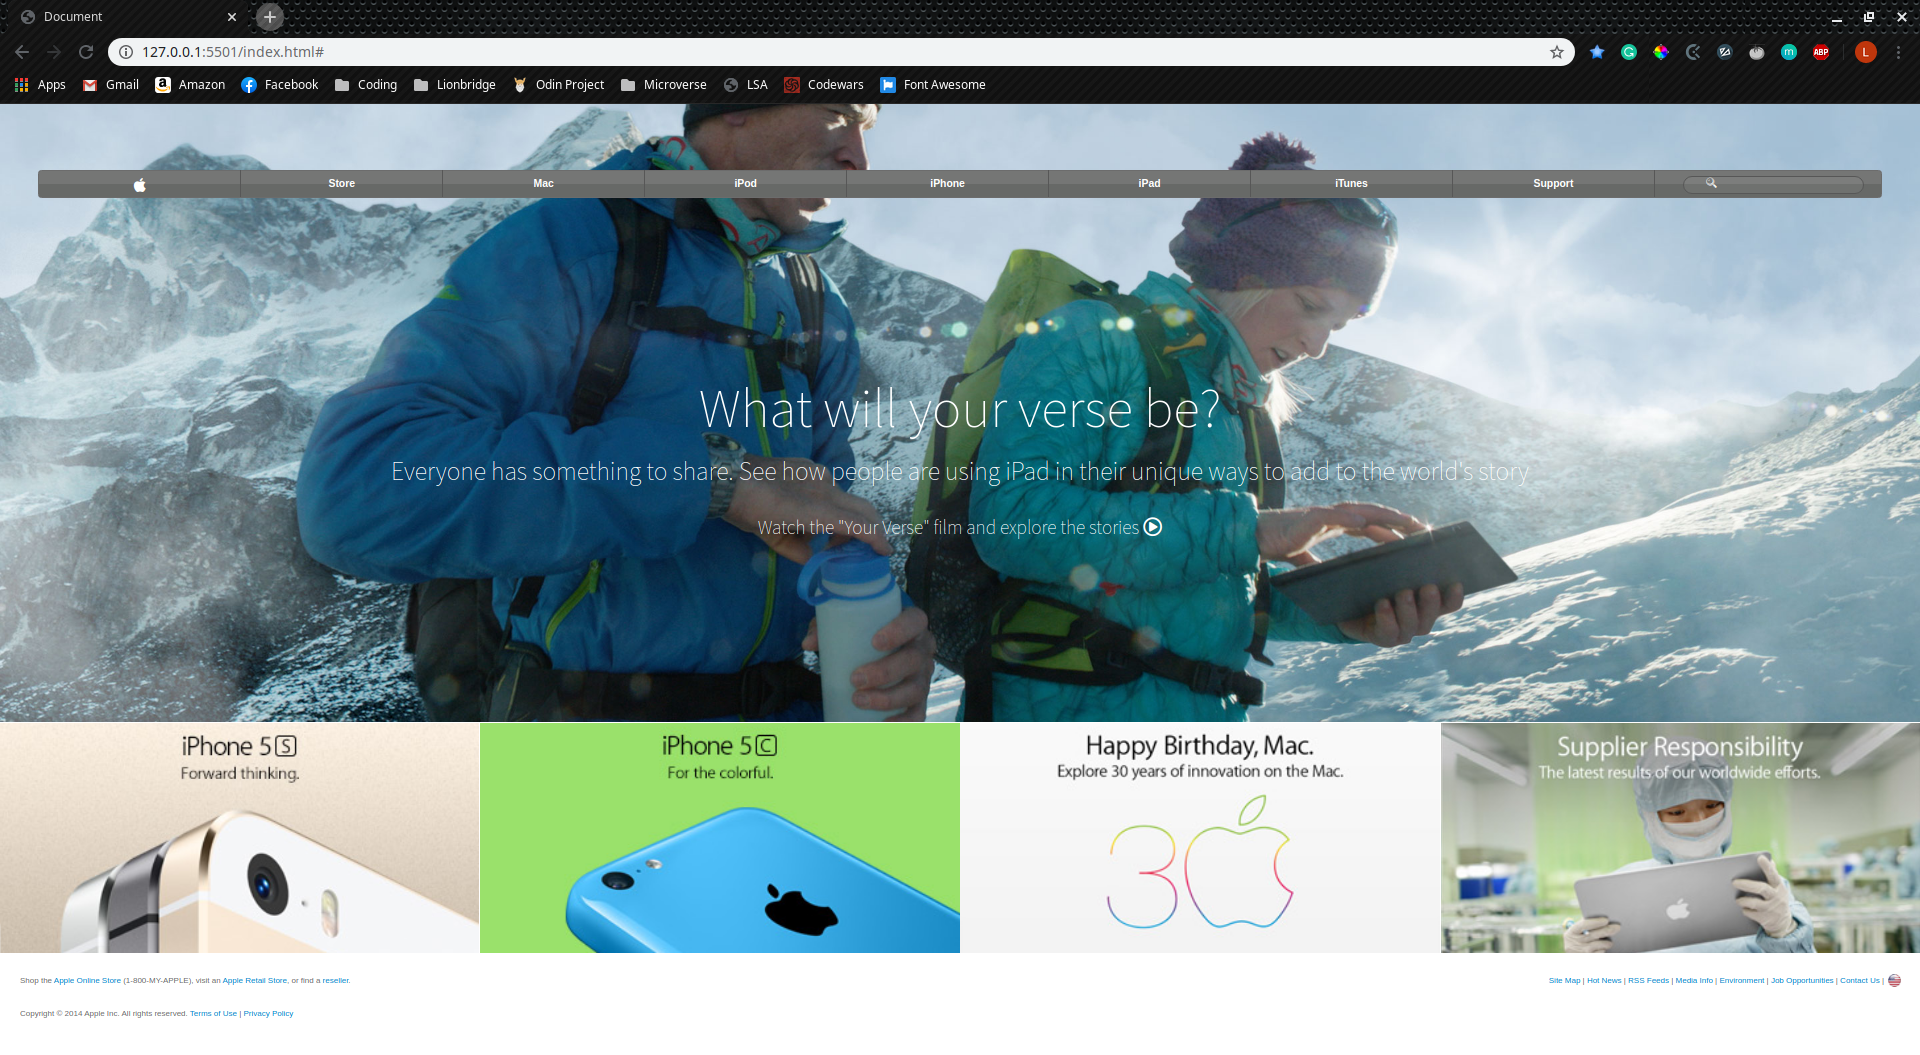 Document
127.0.0.1:5501/index.html#
ABP
L
Apps Gmail Amazon Facebook Coding Lionbridge Odin Project Microverse LSA Codewars Font Awesome
Store Mac iPod iPhone iPad iTunes Support
What will your verse be?
Everyone has something to share. See how people are using iPad in their unique ways to add to the world's story
Watch the "Your Verse" film and explore the stories
iPhone 5S
Forward thinking.
iPhone 5C
For the colorful.
Happy Birthday, Mac.
Explore 30 years of innovation on the Mac.
30
Supplier Responsibility
The latest results of our worldwide efforts.
Shop the Apple Online Store (1-800-MY-APPLE), visit an Apple Retail Store, or find a reseller.
Site Map | Hot News | RSS Feeds | Media Info | Environment | Job Opportunities | Contact Us |
Copyright © 2014 Apple Inc. All rights reserved. Terms of Use | Privacy Policy